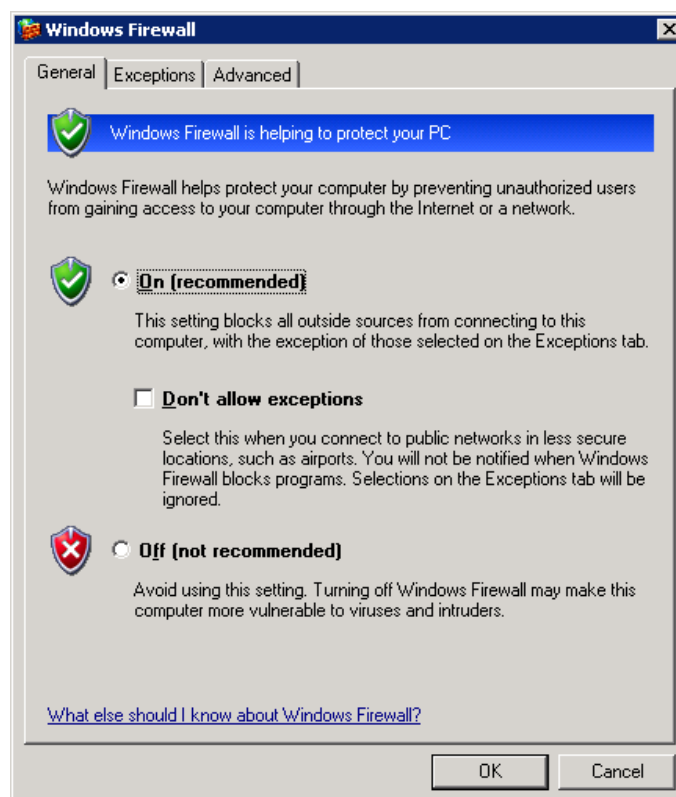 Windows Firewall
General Exceptions Advanced
Windows Firewall is helping to protect your PC
Windows Firewall helps protect your computer by preventing unauthorized users
from gaining access to your computer through the Internet or a network.
On (recommended)
This setting blocks all outside sources from connecting to this
computer, with the exception of those selected on the Exceptions tab.
Don't allow exceptions
Select this when you connect to public networks in less secure
locations, such as airports. You will not be notified when Windows
Firewall blocks programs. Selections on the Exceptions tab will be
ignored.
Off (not recommended)
Avoid using this setting. Turning off Windows Firewall may make this
computer more vulnerable to viruses and intruders.
What else should I know about Windows Firewall?
OK Cancel